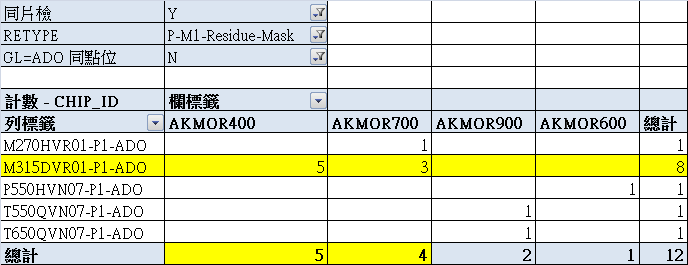 同片檢 Y
RETYPE P-M1-Residue-Mask
GL=ADO 同點位 N
計數 - CHIP_ID 欄標籤
列標籤 AKMOR400 AKMOR700 AKMOR900 AKMOR600 總計
M270HVR01-P1-ADO 1 1
M315DVR01-P1-ADO 5 3 8
P550HVN07-P1-ADO 1 1
T550QVN07-P1-ADO 1 1
T650QVN07-P1-ADO 1 1
總計 5 4 2 1 12